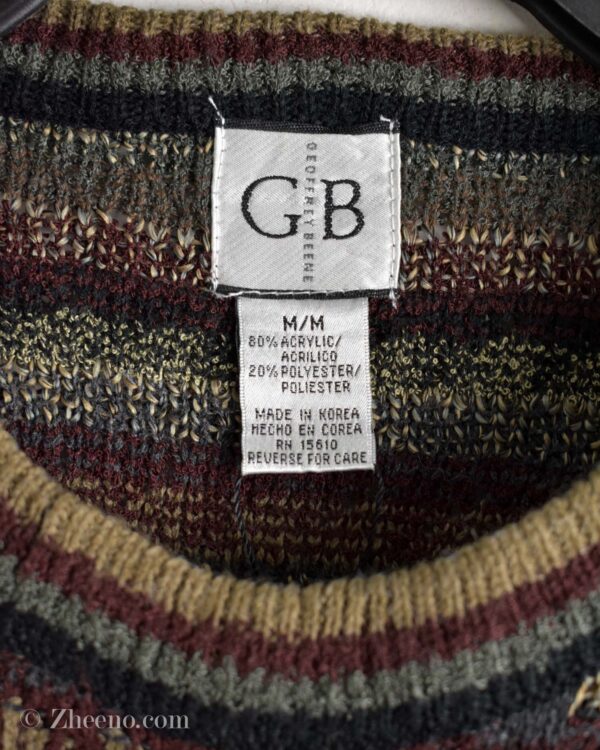 GB
GEOFFREY BEENE
M/M
80% ACRYLIC/
ACRILICO
20% POLYESTER/
POLIESTER
MADE IN KOREA
HECHO EN COREA
RN 15610
REVERSE FOR CARE
© Zheeno.com